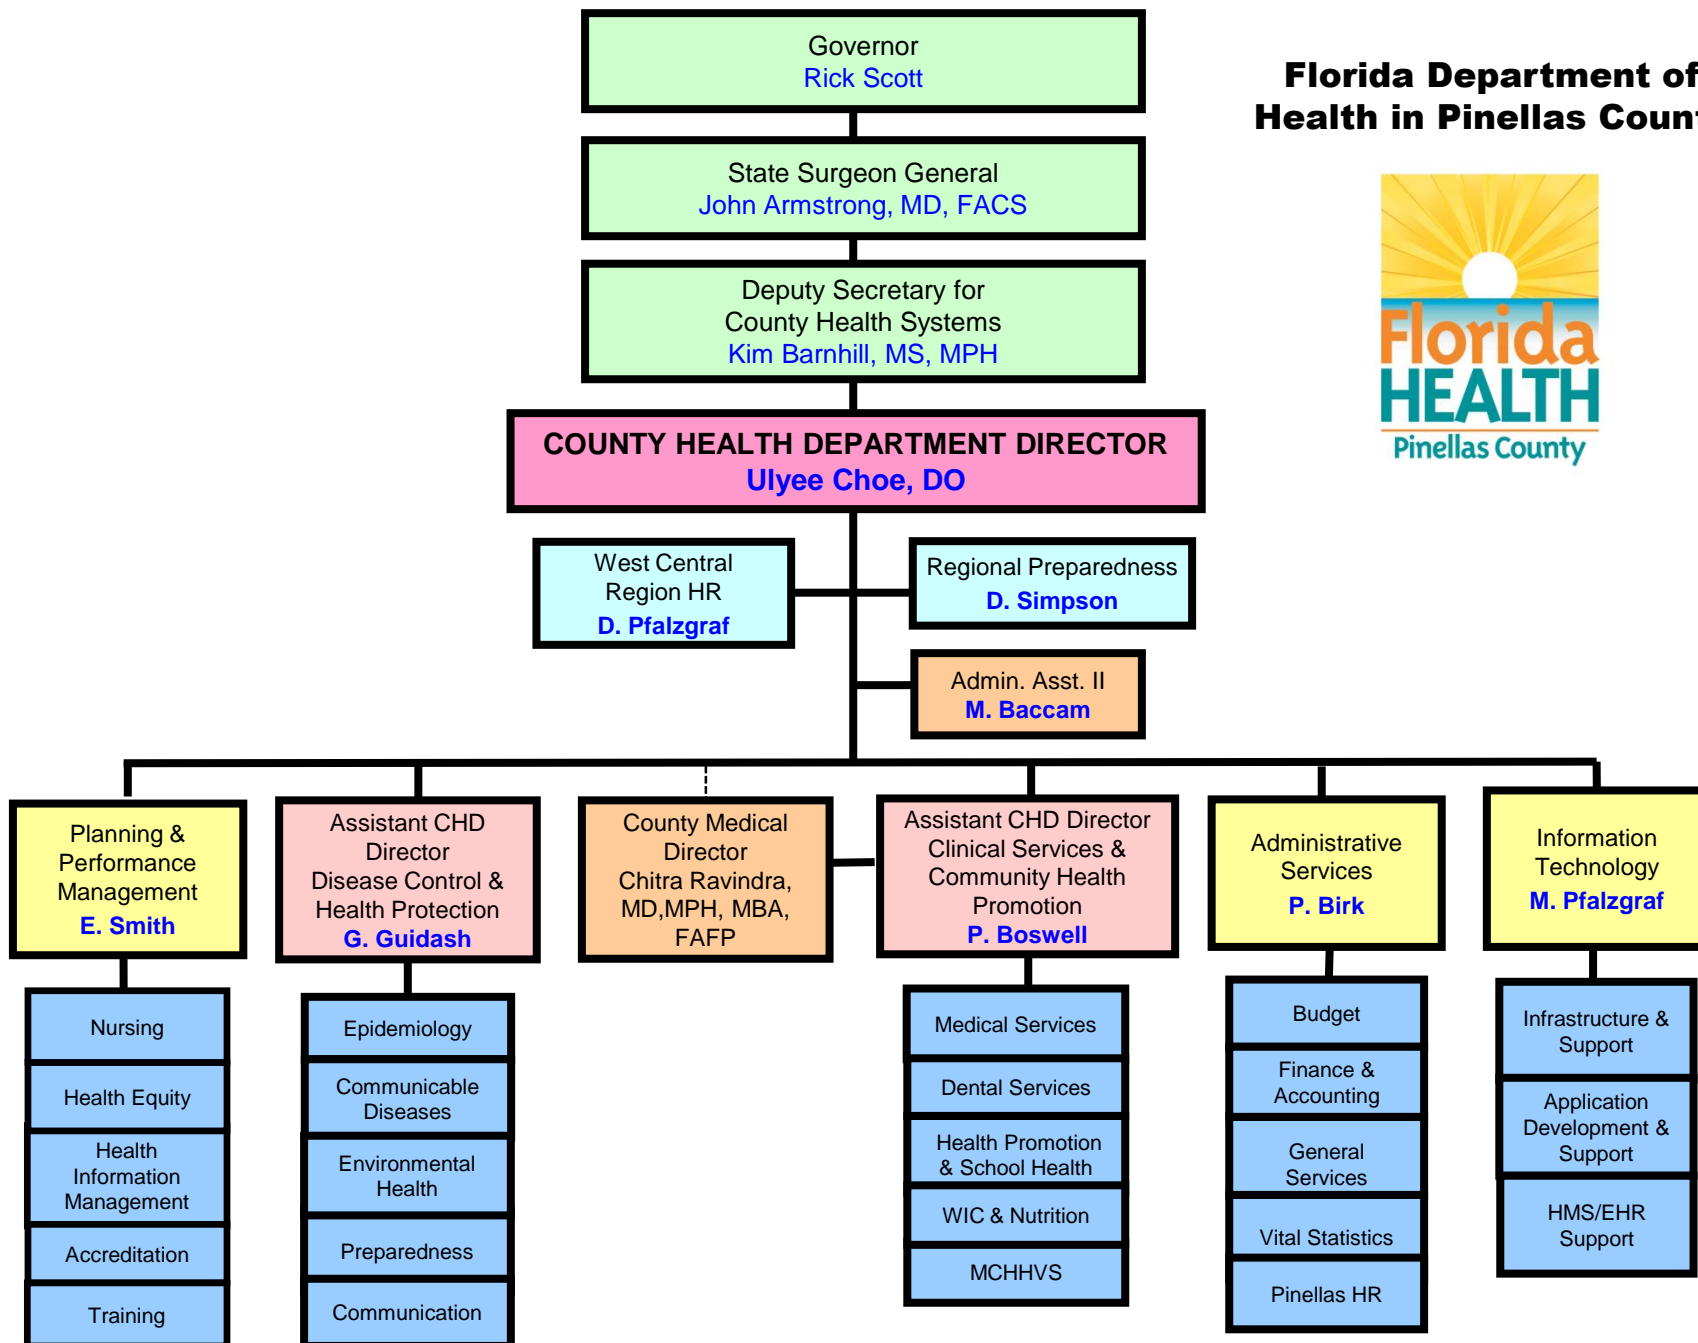 Governor
Rick Scott
Florida Department of
Health in Pinellas Count
State Surgeon General
John Armstrong, MD, FACS
Deputy Secretary for
County Health Systems
Kim Barnhill, MS, MPH
Florida
HEALTH
Pinellas County
COUNTY HEALTH DEPARTMENT DIRECTOR
Ulyee Choe, DO
West Central
Region HR
D. Pfalzgraf
Regional Preparedness
D. Simpson
Admin. Asst. II
M. Baccam
Planning &
Performance
Management
E. Smith
Assistant CHD
Director
Disease Control &
Health Protection
G. Guidash
County Medical
Director
Chitra Ravindra,
MD,MPH, MBA,
FAFP
Assistant CHD Director
Clinical Services &
Community Health
Promotion
P. Boswell
Administrative
Services
P. Birk
Information
Technology
M. Pfalzgraf
Nursing
Health Equity
Health
Information
Management
Accreditation
Training
Epidemiology
Communicable
Diseases
Environmental
Health
Preparedness
Communication
Medical Services
Dental Services
Health Promotion
& School Health
WIC & Nutrition
MCHHVS
Budget
Finance &
Accounting
General
Services
Vital Statistics
Pinellas HR
Infrastructure &
Support
Application
Development &
Support
HMS/EHR
Support